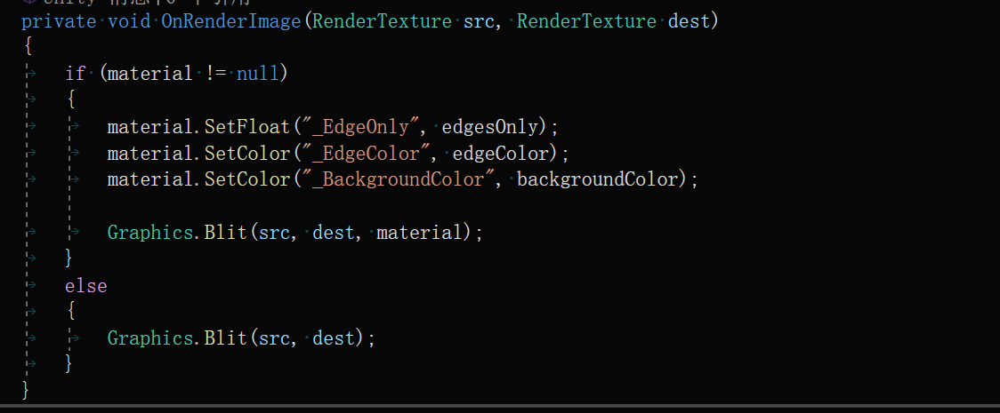 private void OnRenderImage(RenderTexture src, RenderTexture dest)
{
if (material != null)
{
material.SetFloat("_EdgeOnly", edgesOnly);
material.SetColor("_EdgeColor", edgeColor);
material.SetColor("_BackgroundColor", backgroundColor);
Graphics.Blit(src, dest, material);
}
else
{
Graphics.Blit(src, dest);
}
}